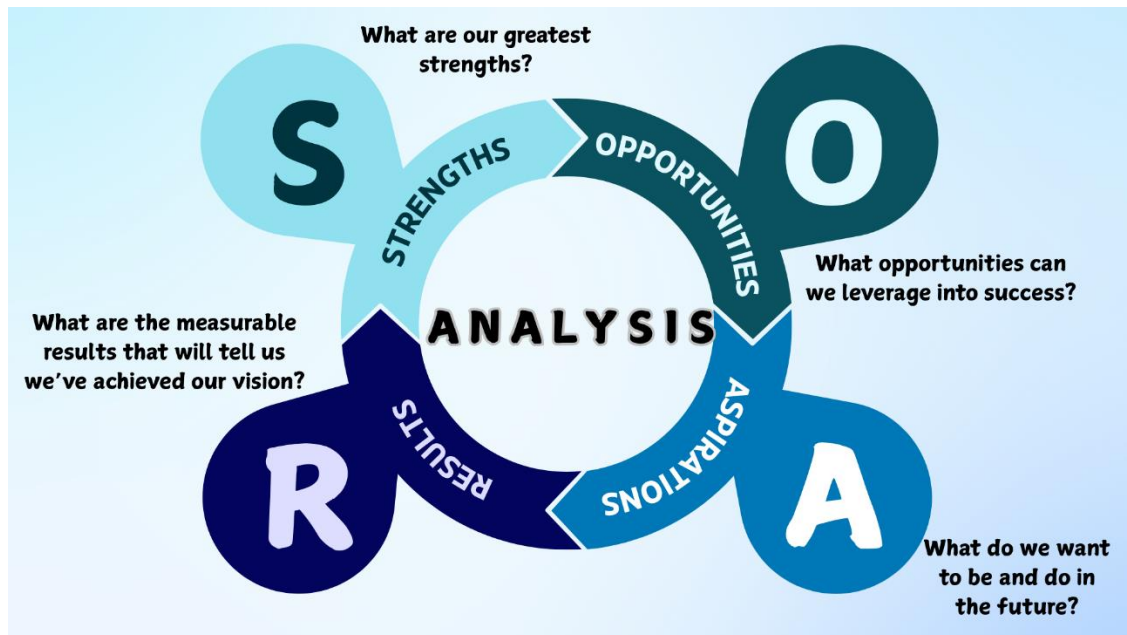 What are our greatest
strengths?
S
O
STRENGTHS
OPPORTUNITIES
What opportunities can
we leverage into success?
ANALYSIS
What are the measurable
results that will tell us
we've achieved our vision?
RESULTS
ASPIRATIONS
R
A
What do we want
to be and do in
the future?